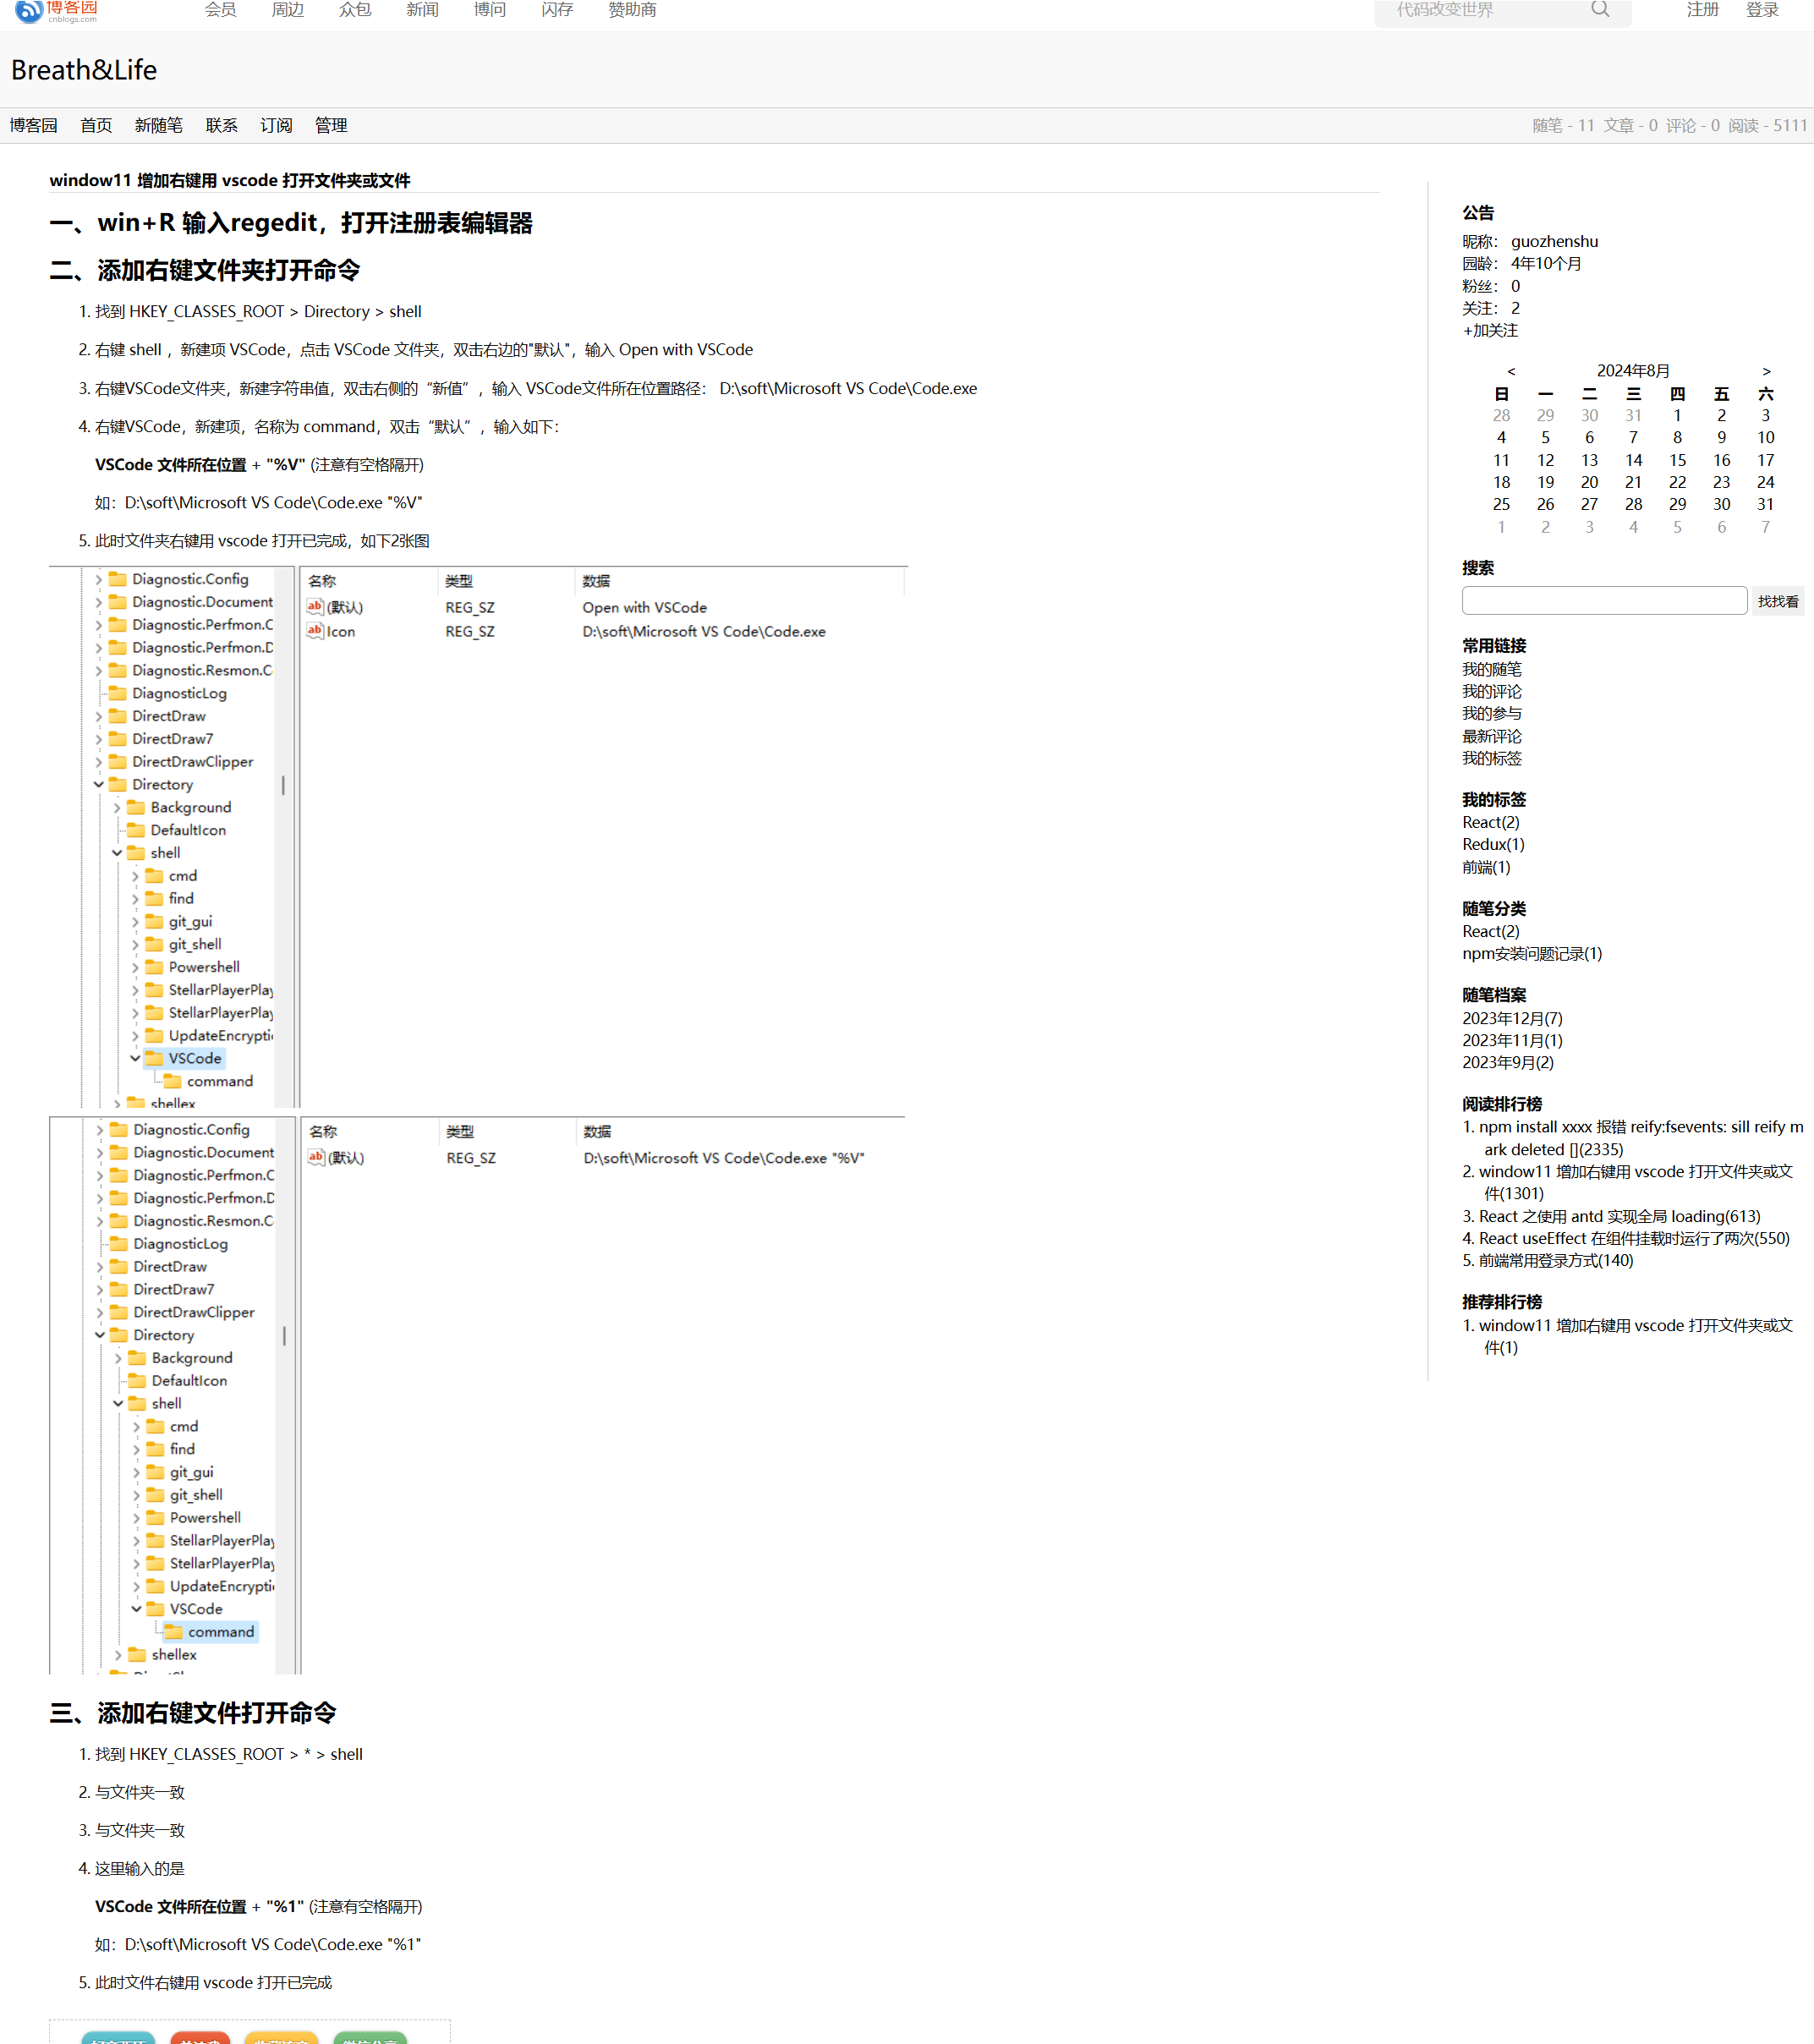 博客园
cnblogs.com
会员 周边 众包 新闻 博问 闪存 赞助商
代码改变世界
注册 登录
Breath&Life
博客园 首页 新随笔 联系 订阅 管理
随笔 - 11 文章 - 0 评论 - 0 阅读 - 5111
window11 增加右键用 vscode 打开文件夹或文件
一、win+R 输入regedit，打开注册表编辑器
二、添加右键文件夹打开命令
1. 找到 HKEY_CLASSES_ROOT > Directory > shell
2. 右键 shell ，新建项 VSCode，点击 VSCode 文件夹，双击右边的"默认"，输入 Open with VSCode
3. 右键VSCode文件夹，新建字符串值，双击右侧的“新值”，输入 VSCode文件所在位置路径： D:\soft\Microsoft VS Code\Code.exe
4. 右键VSCode，新建项，名称为 command，双击“默认”，输入如下：
VSCode 文件所在位置 + "%V" (注意有空格隔开)
如：D:\soft\Microsoft VS Code\Code.exe "%V"
5. 此时文件夹右键用 vscode 打开已完成，如下2张图
Diagnostic.Config
Diagnostic.Document
Diagnostic.Perfmon.C
Diagnostic.Perfmon.D
Diagnostic.Resmon.C
DiagnosticLog
DirectDraw
DirectDraw7
DirectDrawClipper
Directory
Background
DefaultIcon
shell
cmd
find
git_gui
git_shell
Powershell
StellarPlayerPlay
StellarPlayerPlay
UpdateEncrypti
VSCode
command
shellex
名称 类型 数据
(默认) REG_SZ Open with VSCode
Icon REG_SZ D:\soft\Microsoft VS Code\Code.exe
Diagnostic.Config
Diagnostic.Document
Diagnostic.Perfmon.C
Diagnostic.Perfmon.D
Diagnostic.Resmon.C
DiagnosticLog
DirectDraw
DirectDraw7
DirectDrawClipper
Directory
Background
DefaultIcon
shell
cmd
find
git_gui
git_shell
Powershell
StellarPlayerPlay
StellarPlayerPlay
UpdateEncrypti
VSCode
command
shellex
名称 类型 数据
(默认) REG_SZ D:\soft\Microsoft VS Code\Code.exe "%V"
三、添加右键文件打开命令
1. 找到 HKEY_CLASSES_ROOT > * > shell
2. 与文件夹一致
3. 与文件夹一致
4. 这里输入的是
VSCode 文件所在位置 + "%1" (注意有空格隔开)
如：D:\soft\Microsoft VS Code\Code.exe "%1"
5. 此时文件右键用 vscode 打开已完成
公告
昵称： guozhenshu
园龄： 4年10个月
粉丝： 0
关注： 2
+加关注
< 2024年8月 >
日 一 二 三 四 五 六
28 29 30 31 1 2 3
4 5 6 7 8 9 10
11 12 13 14 15 16 17
18 19 20 21 22 23 24
25 26 27 28 29 30 31
1 2 3 4 5 6 7
搜索
找找看
常用链接
我的随笔
我的评论
我的参与
最新评论
我的标签
我的标签
React(2)
Redux(1)
前端(1)
随笔分类
React(2)
npm安装问题记录(1)
随笔档案
2023年12月(7)
2023年11月(1)
2023年9月(2)
阅读排行榜
1. npm install xxxx 报错 reify:fsevents: sill reify m
ark deleted [](2335)
2. window11 增加右键用 vscode 打开文件夹或文
件(1301)
3. React 之使用 antd 实现全局 loading(613)
4. React useEffect 在组件挂载时运行了两次(550)
5. 前端常用登录方式(140)
推荐排行榜
1. window11 增加右键用 vscode 打开文件夹或文
件(1)